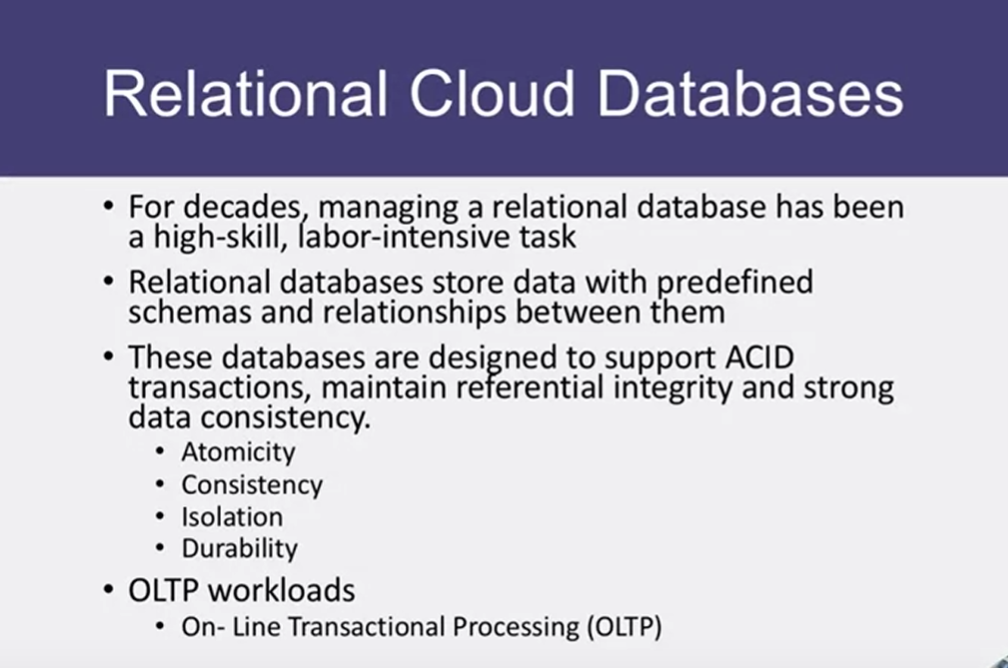 Relational Cloud Databases
• For decades, managing a relational database has been
a high-skill, labor-intensive task
• Relational databases store data with predefined
schemas and relationships between them
• These databases are designed to support ACID
transactions, maintain referential integrity and strong
data consistency.
• Atomicity
• Consistency
• Isolation
• Durability
• OLTP workloads
• On- Line Transactional Processing (OLTP)